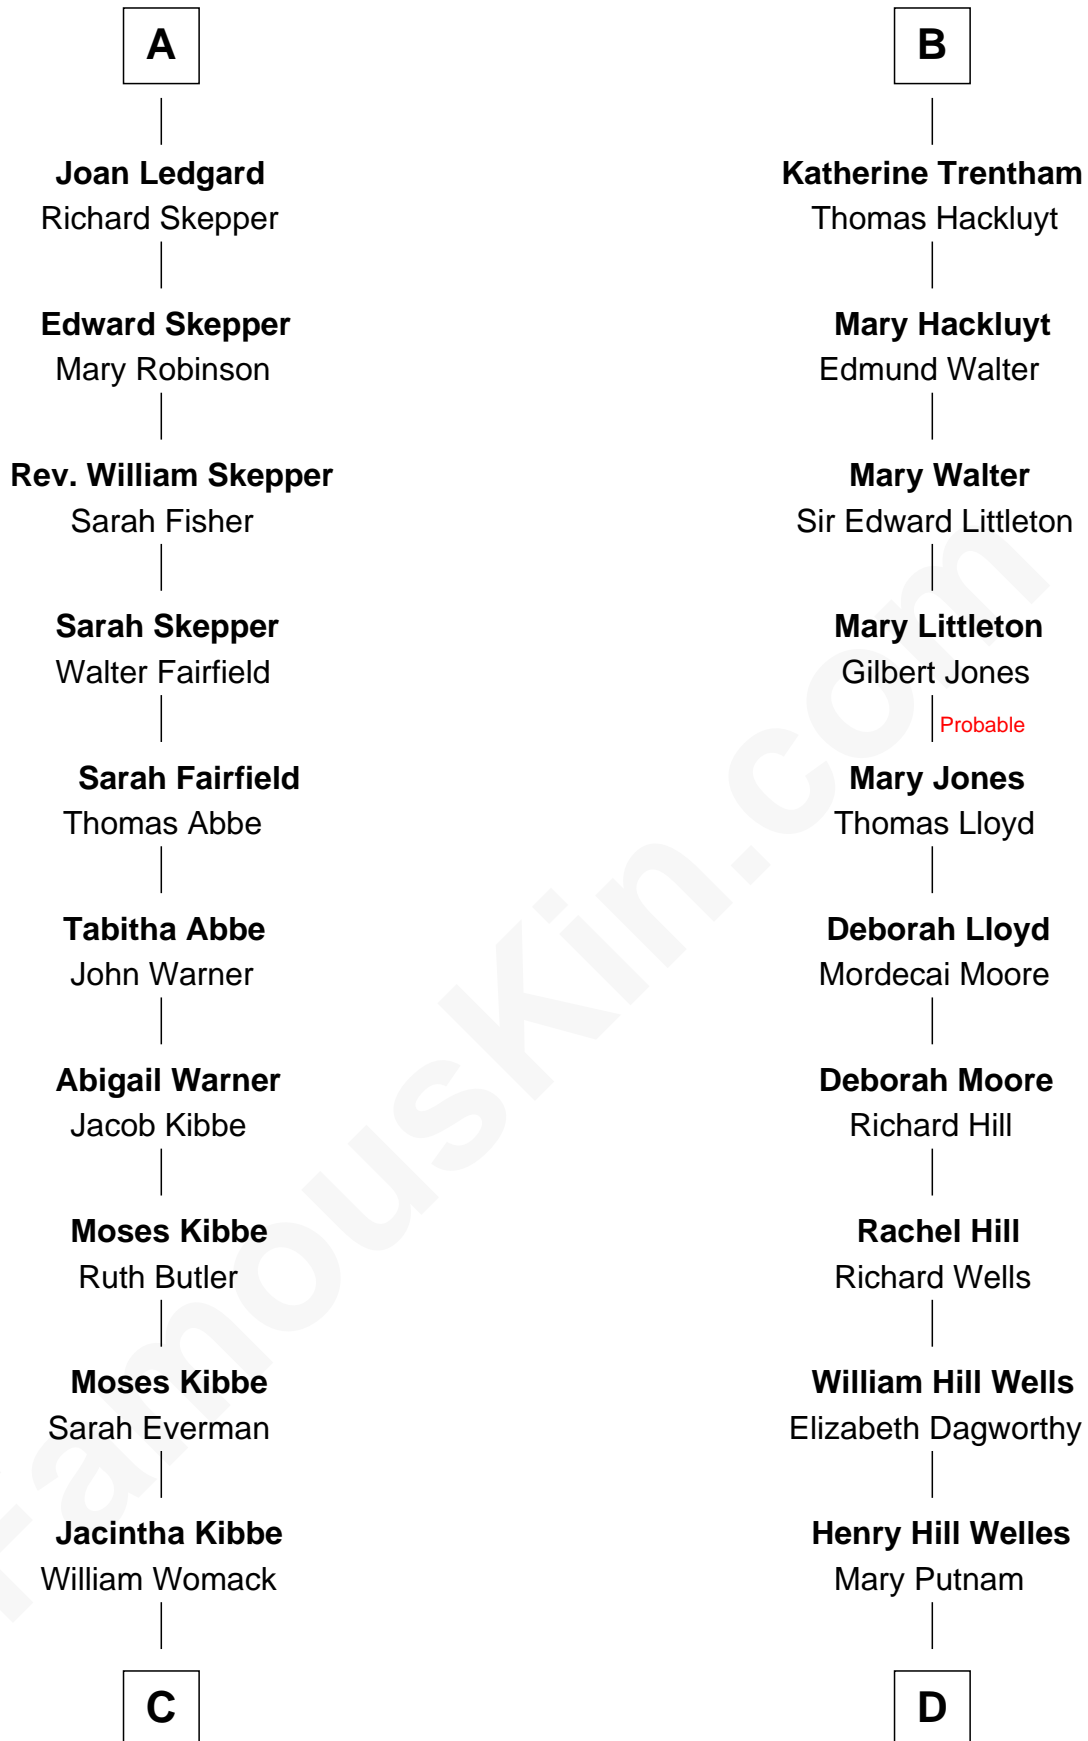 A
Joan Ledgard
Richard Skepper
Edward Skepper
Mary Robinson
Rev. William Skepper
Sarah Fisher
Sarah Skepper
Walter Fairfield
Sarah Fairfield
Thomas Abbe
Tabitha Abbe
John Warner
Abigail Warner
Jacob Kibbe
Moses Kibbe
Ruth Butler
Moses Kibbe
Sarah Everman
Jacintha Kibbe
William Womack
C
B
Katherine Trentham
Thomas Hackluyt
Mary Hackluyt
Edmund Walter
Mary Walter
Sir Edward Littleton
Mary Littleton
Gilbert Jones
Probable
Mary Jones
Thomas Lloyd
Deborah Lloyd
Mordecai Moore
Deborah Moore
Richard Hill
Rachel Hill
Richard Wells
William Hill Wells
Elizabeth Dagworthy
Henry Hill Welles
Mary Putnam
D
FamousKin.com